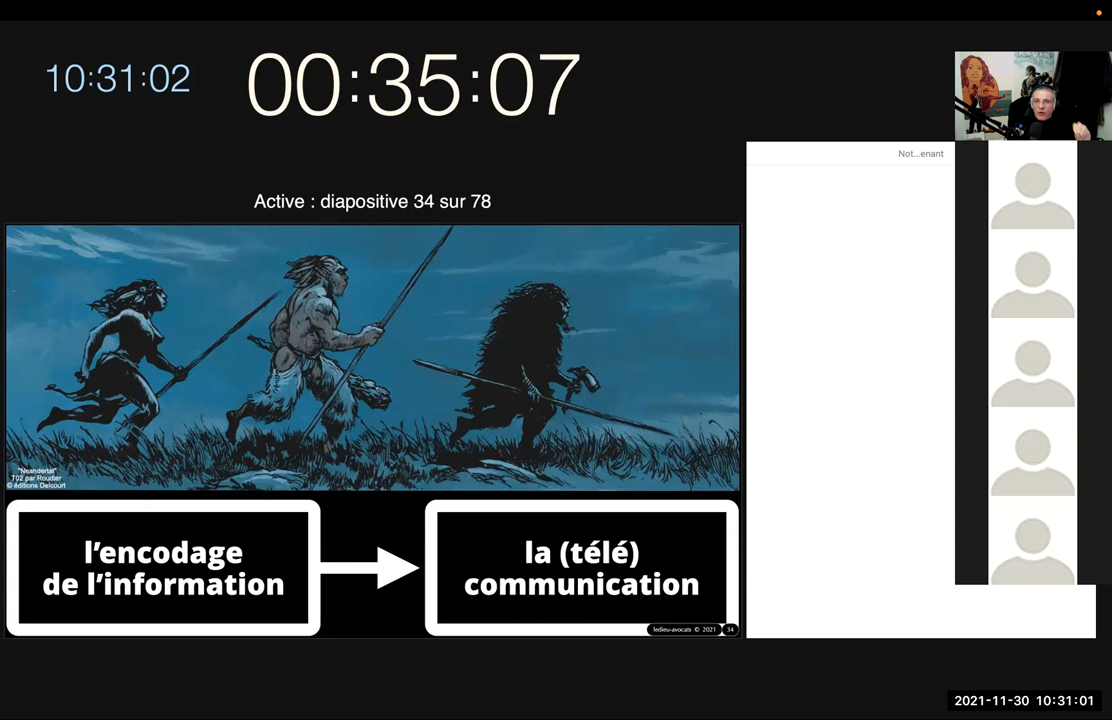 10:31:02
00:35:07
Not...enant
Active : diapositive 34 sur 78
"Neandertal"
T02 par Roudier
© éditions Delcourt
l'encodage
de l'information
la (télé)
communication
ledieu-avocats © 2021 34
2021-11-30 10:31:01